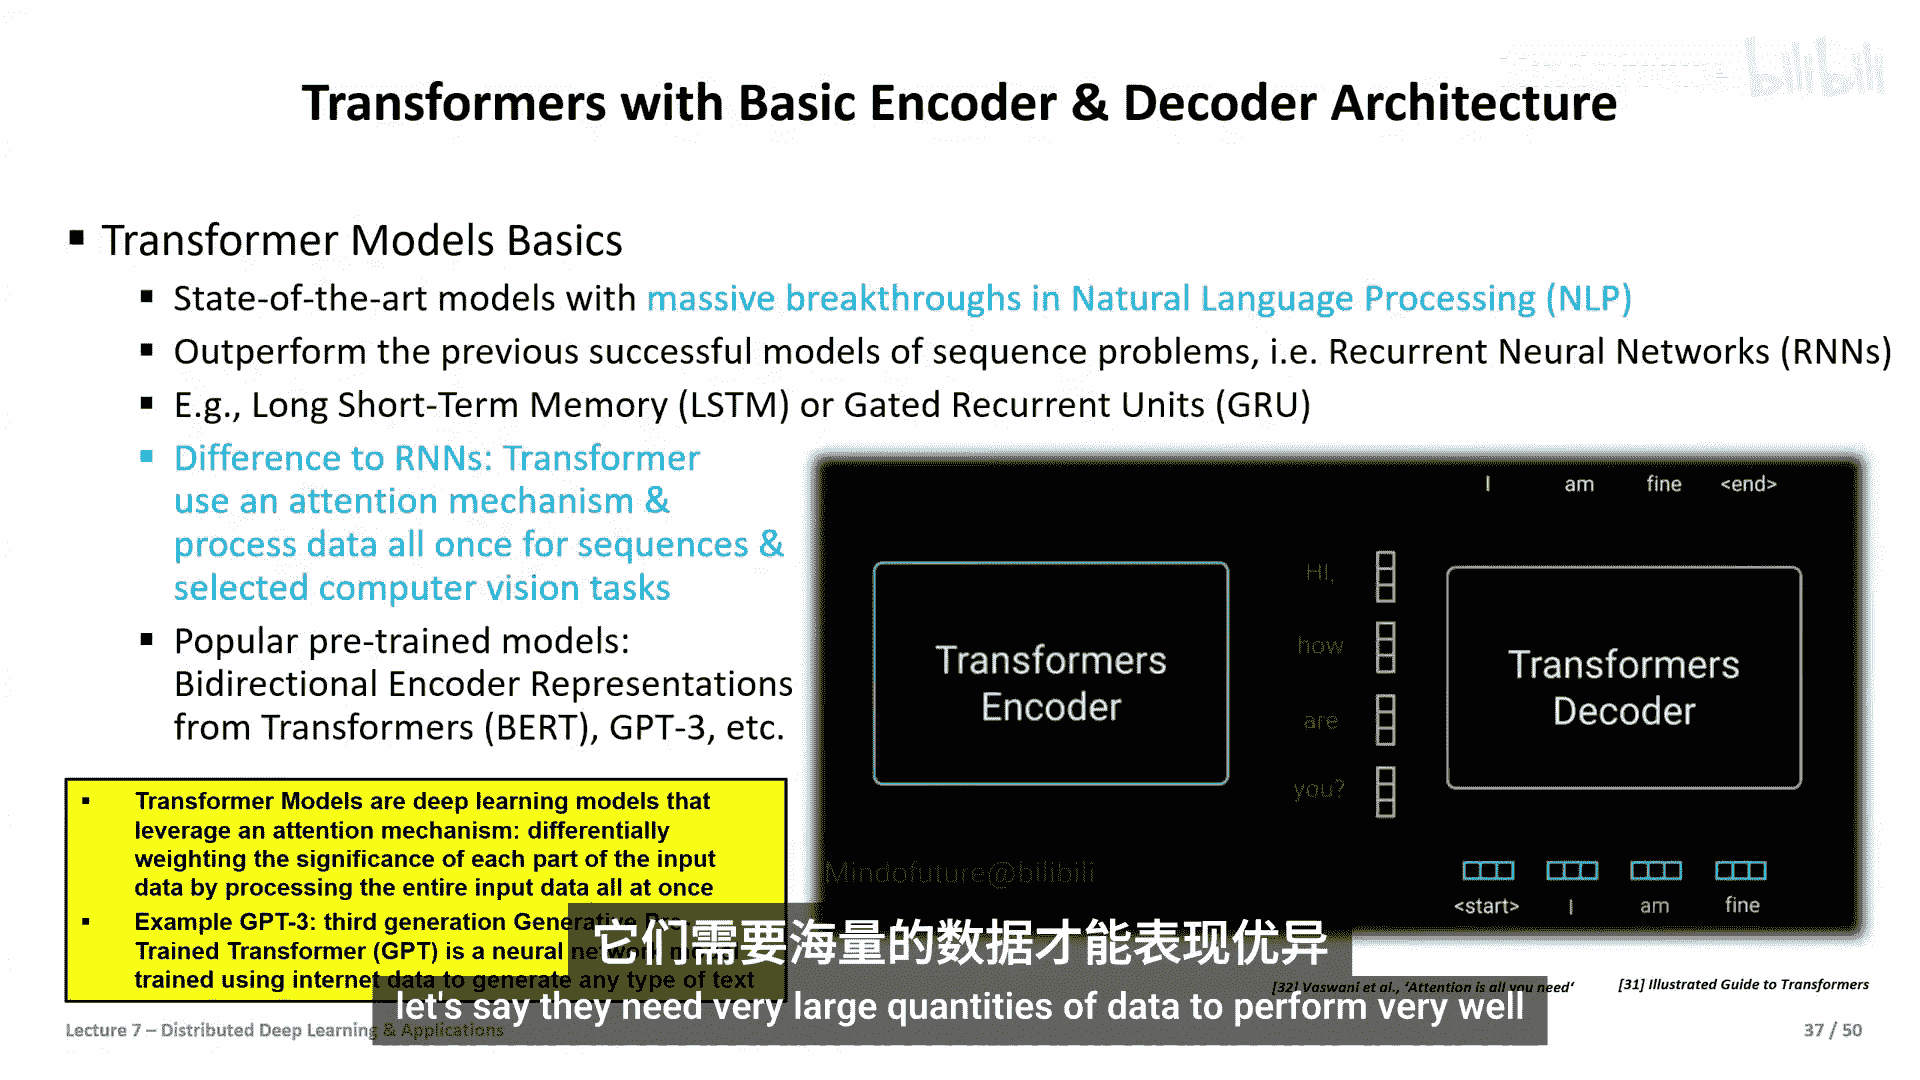 bilibili
Transformers with Basic Encoder & Decoder Architecture
▪ Transformer Models Basics
▪ State-of-the-art models with massive breakthroughs in Natural Language Processing (NLP)
▪ Outperform the previous successful models of sequence problems, i.e. Recurrent Neural Networks (RNNs)
▪ E.g., Long Short-Term Memory (LSTM) or Gated Recurrent Units (GRU)
▪ Difference to RNNs: Transformer
use an attention mechanism &
process data all once for sequences &
selected computer vision tasks
▪ Popular pre-trained models:
Bidirectional Encoder Representations
from Transformers (BERT), GPT-3, etc.
▪ Transformer Models are deep learning models that
leverage an attention mechanism: differentially
weighting the significance of each part of the input
data by processing the entire input data all at once
▪ Example GPT-3: third generation Generative Pre-
Trained Transformer (GPT) is a neural network model
trained using internet data to generate any type of text
I am fine <end>
Transformers
Encoder
HI,
how
are
you?
Transformers
Decoder
<start> I am fine
Mindofuture@bilibili
它们需要海量的数据才能表现优异
let's say they need very large quantities of data to perform very well
[32] Vaswani et al., 'Attention is all you need'
[31] Illustrated Guide to Transformers
Lecture 7 – Distributed Deep Learning & Applications
37 / 50